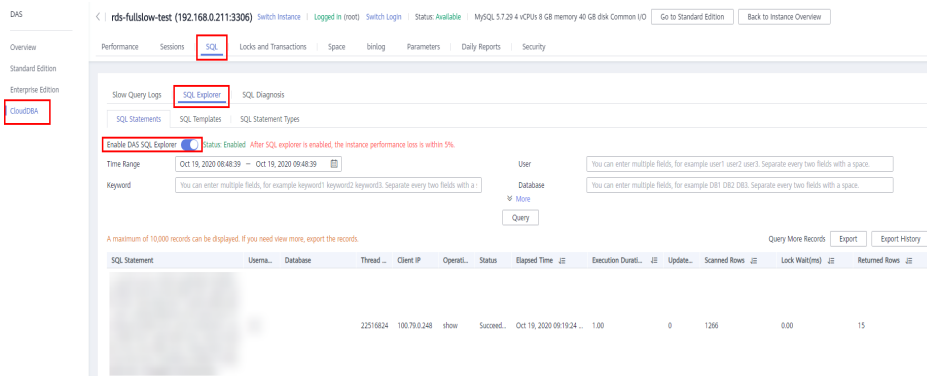 DAS
Overview
Standard Edition
Enterprise Edition
CloudDBA
rds-fullslow-test (192.168.0.211:3306) Switch Instance | Logged In (root) Switch Login | Status: Available | MySQL 5.7.29 4 vCPUs 8 GB memory 40 GB disk Common I/O Go to Standard Edition Back to Instance Overview
Performance Sessions SQL Locks and Transactions Space binlog Parameters Daily Reports Security
Slow Query Logs SQL Explorer SQL Diagnosis
SQL Statements SQL Templates SQL Statement Types
Enable DAS SQL Explorer Status: Enabled After SQL explorer is enabled, the instance performance loss is within 5%.
Time Range Oct 19, 2020 08:48:39 – Oct 19, 2020 09:48:39 User You can enter multiple fields, for example user1 user2 user3. Separate every two fields with a space.
Keyword You can enter multiple fields, for example keyword1 keyword2 keyword3. Separate every two fields with a s Database You can enter multiple fields, for example DB1 DB2 DB3. Separate every two fields with a space.
More
Query
A maximum of 10,000 records can be displayed. If you need view more, export the records. Query More Records Export Export History
SQL Statement Userna... Database Thread ... Client IP Operati... Status Elapsed Time Execution Durati... Update... Scanned Rows Lock Wait(ms) Returned Rows
22516824 100.79.0.248 show Succeed... Oct 19, 2020 09:19:24 ... 1.00 0 1266 0.00 15